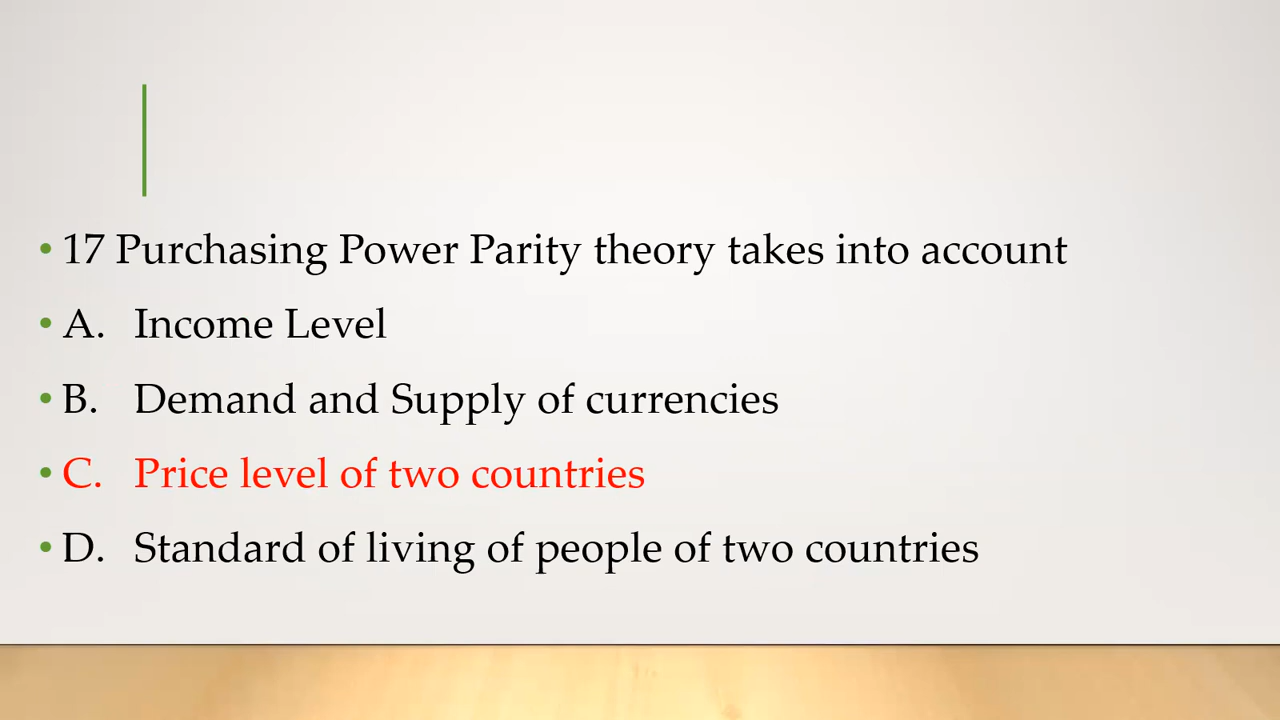 • 17 Purchasing Power Parity theory takes into account
• A. Income Level
• B. Demand and Supply of currencies
• C. Price level of two countries
• D. Standard of living of people of two countries